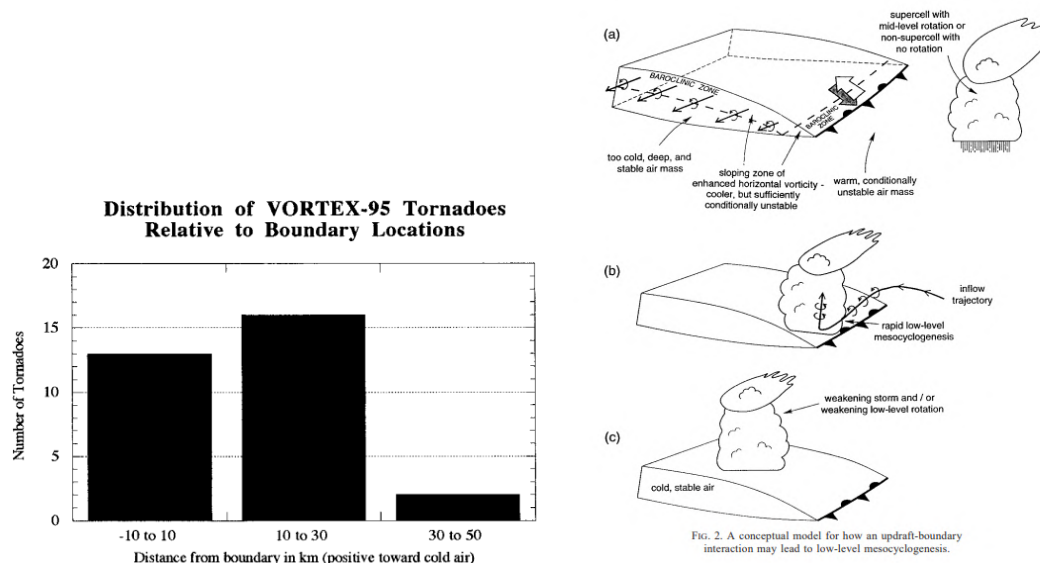 Distribution of VORTEX-95 Tornadoes
Relative to Boundary Locations
20
15
10
5
0
Number of Tornadoes
-10 to 10
10 to 30
30 to 50
Distance from boundary in km (positive toward cold air)
(a)
supercell with
mid-level rotation or
non-supercell with
no rotation
BAROCLINIC ZONE
BAROCLINIC
ZONE
too cold, deep, and
stable air mass
sloping zone of
enhanced horizontal vorticity -
cooler, but sufficiently
conditionally unstable
warm, conditionally
unstable air mass
(b)
inflow
trajectory
rapid low-level
mesocyclogenesis
(c)
weakening storm and / or
weakening low-level rotation
cold, stable air
FIG. 2. A conceptual model for how an updraft-boundary
interaction may lead to low-level mesocyclogenesis.